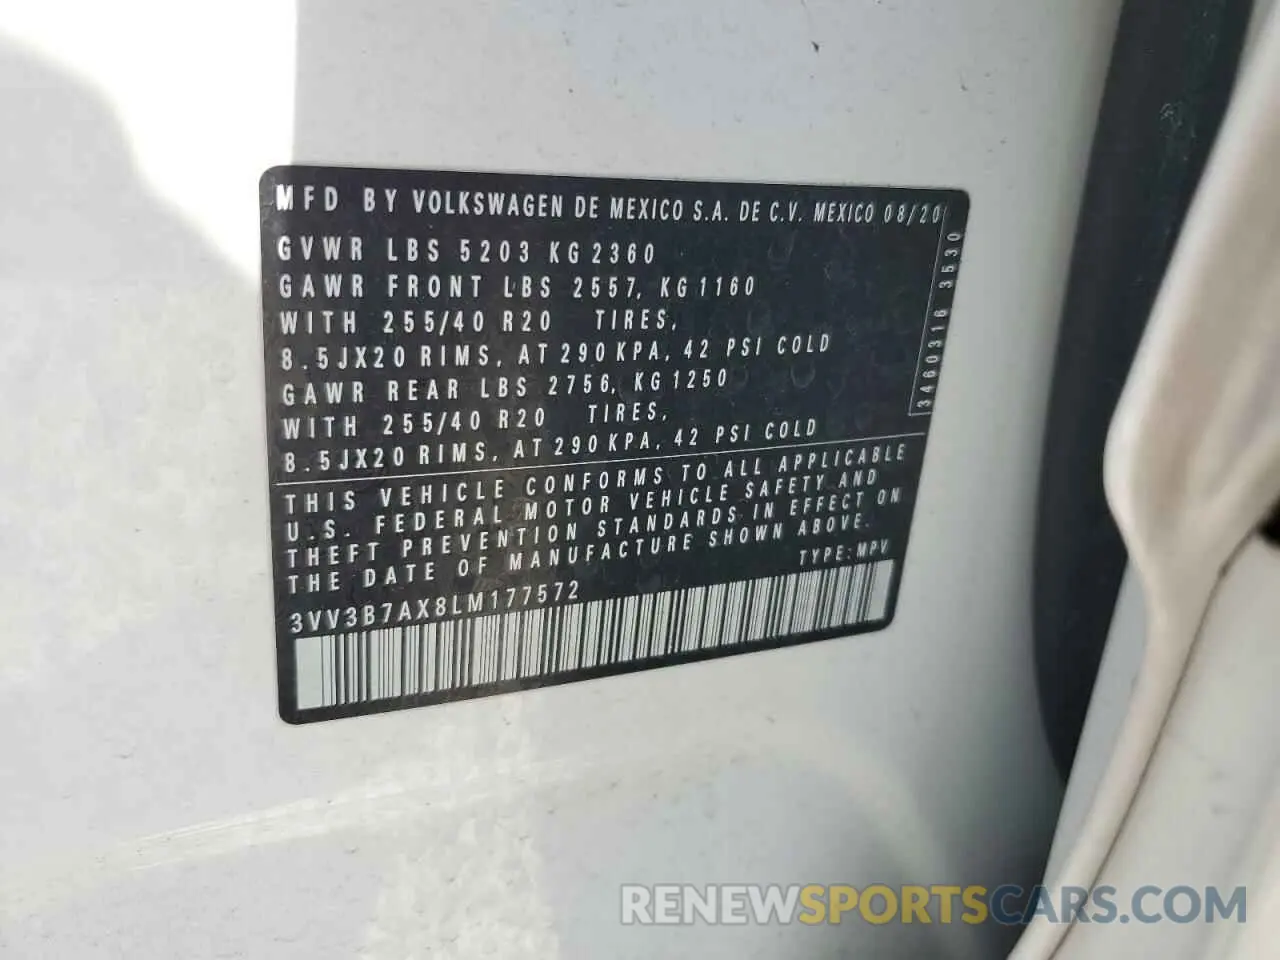 MFD BY VOLKSWAGEN DE MEXICO S.A. DE C.V. MEXICO 08/20
GVWR LBS 5203 KG 2360
GAWR FRONT LBS 2557, KG 1160
WITH 255/40 R20 TIRES,
8.5JX20 RIMS, AT 290 KPA, 42 PSI COLD
GAWR REAR LBS 2756, KG 1250
WITH 255/40 R20 TIRES,
8.5JX20 RIMS, AT 290 KPA, 42 PSI COLD
3460316 3530
THIS VEHICLE CONFORMS TO ALL APPLICABLE
U.S. FEDERAL MOTOR VEHICLE SAFETY AND
THEFT PREVENTION STANDARDS IN EFFECT ON
THE DATE OF MANUFACTURE SHOWN ABOVE.
TYPE: MPV
3VV3B7AX8LM177572
RENEWSPORTSCARS.COM